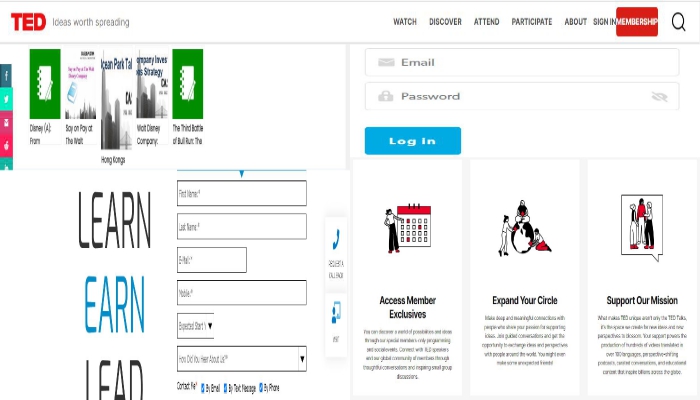 TED Ideas worth spreading
WATCH DISCOVER ATTEND PARTICIPATE ABOUT SIGN IN MEMBERSHIP
Disney (A):
From
Say on Pay at
The Walt
Ocean Park
Hong Kongs
Walt Disney
Company:
The Third Battle
of Bull Run: The
Email
Password
Log In
LEARN
EARN
LEAD
First Name:*
Last Name:*
E-Mail:*
Mobile:*
Expected Start
How Did You Hear About Us?*
Contact Me* By Email By Text Message By Phone
REQUEST A
CALL BACK
VISIT
Access Member
Exclusives
You can discover a world of possibilities and ideas
through our special members-only programming
and social events. Connect with TED speakers
and our global community of members through
thoughtful conversations and inspiring small group
discussions.
Expand Your Circle
Make deep and meaningful connections with
people who share your passion for supporting
ideas. Join guided conversations and get the
opportunity to exchange ideas and perspectives
with people around the world. You might even
make some unexpected friends!
Support Our Mission
What makes TED unique aren't only the TED Talks,
it's the space we create for new ideas and new
perspectives to blossom. Your support powers the
production of hundreds of videos translated in
over 100 languages, perspective-shifting
podcasts, curated conversations, and educational
content that inspire billions across the globe.